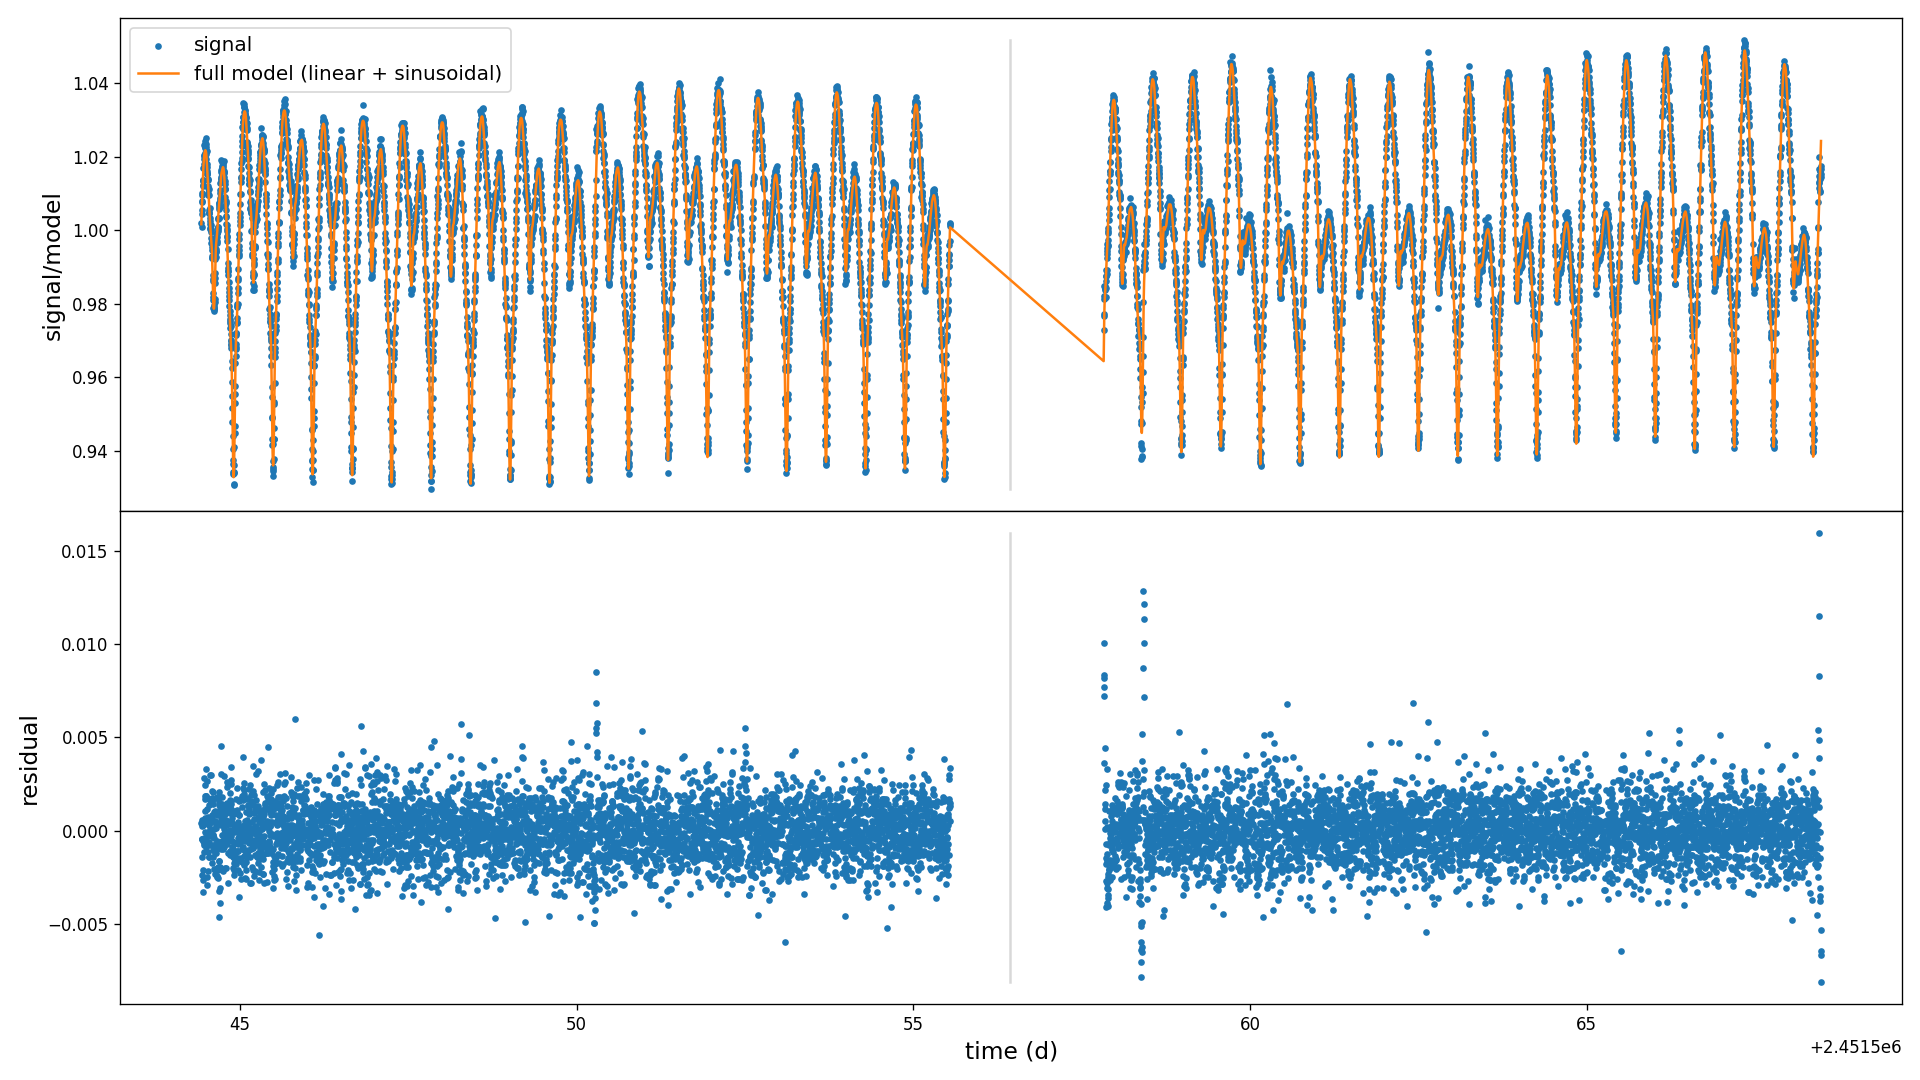 signal
full model (linear + sinusoidal)
signal/model
1.04
1.02
1.00
0.98
0.96
0.94
residual
0.015
0.010
0.005
0.000
−0.005
45
50
55
60
65
time (d)
+2.4515e6